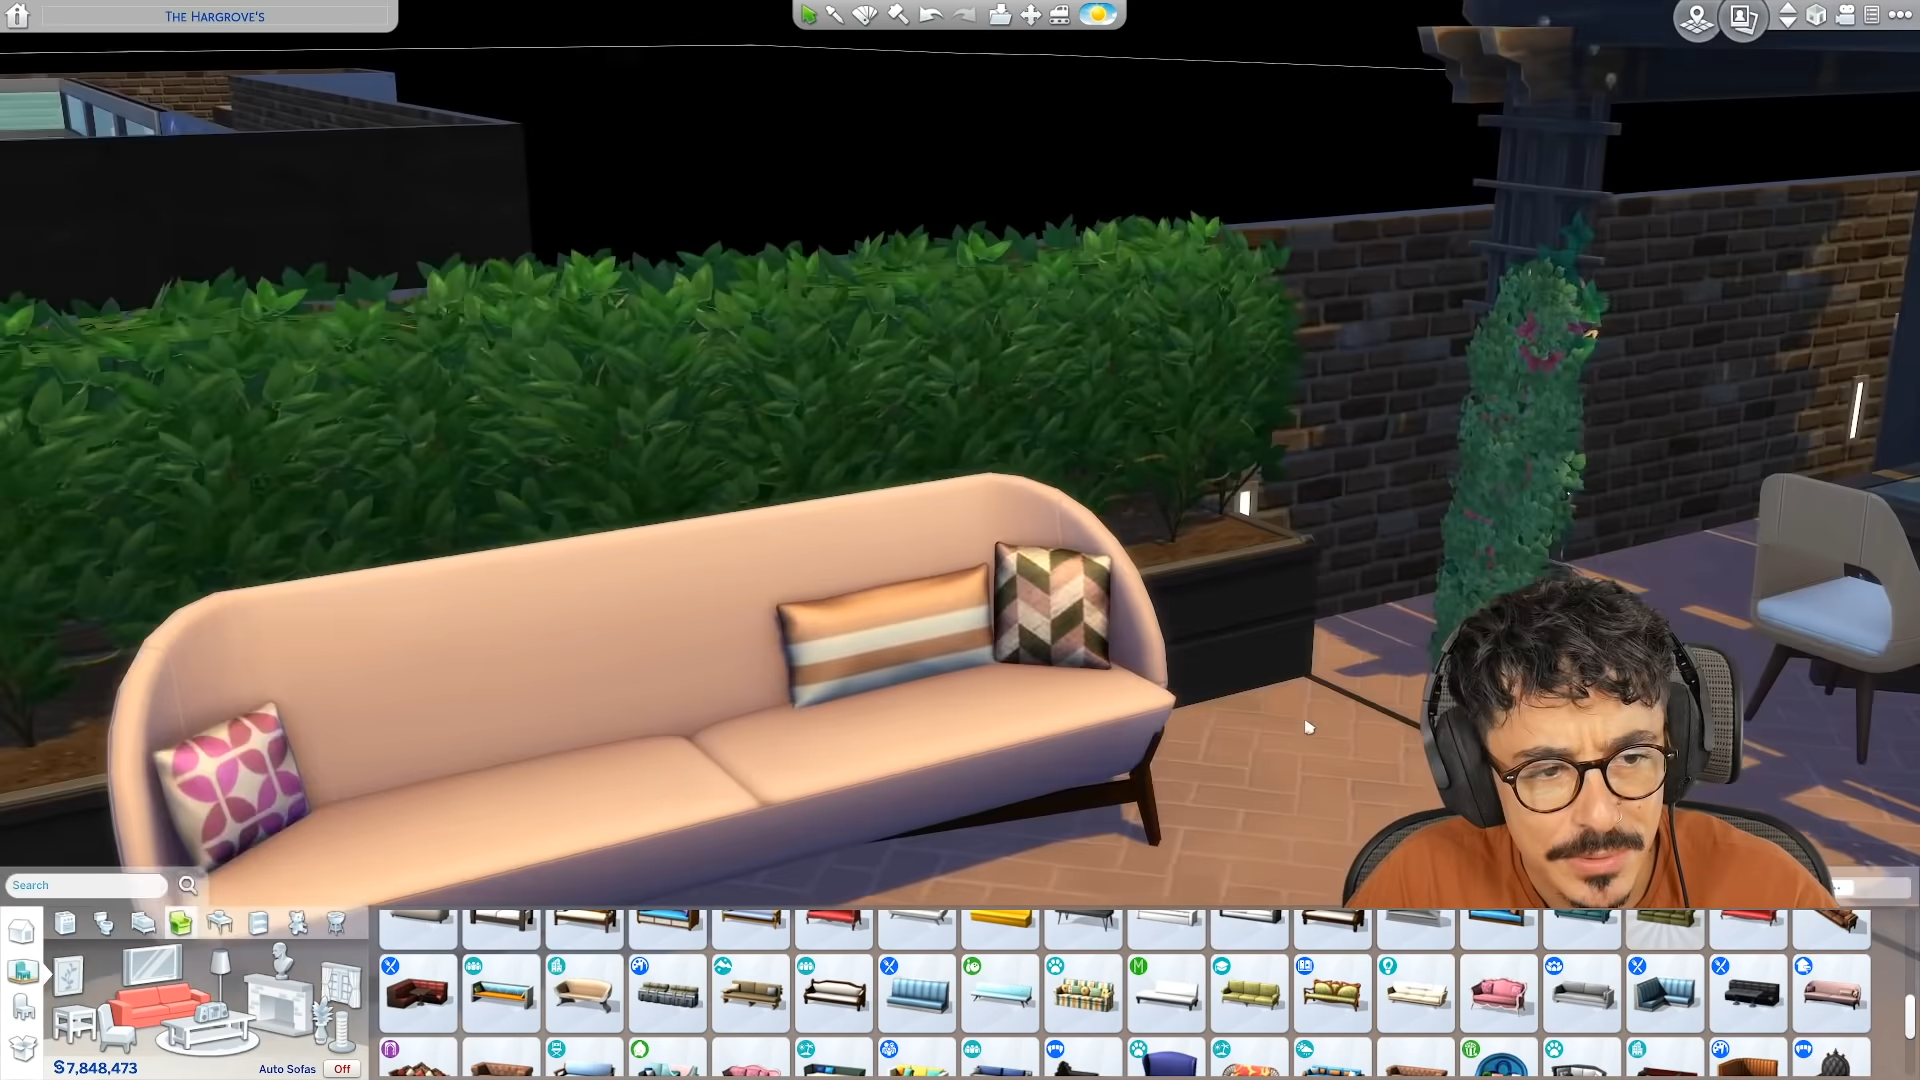 THE HARGROVE'S
Search
§7,848,473
Auto Sofas
Off
M